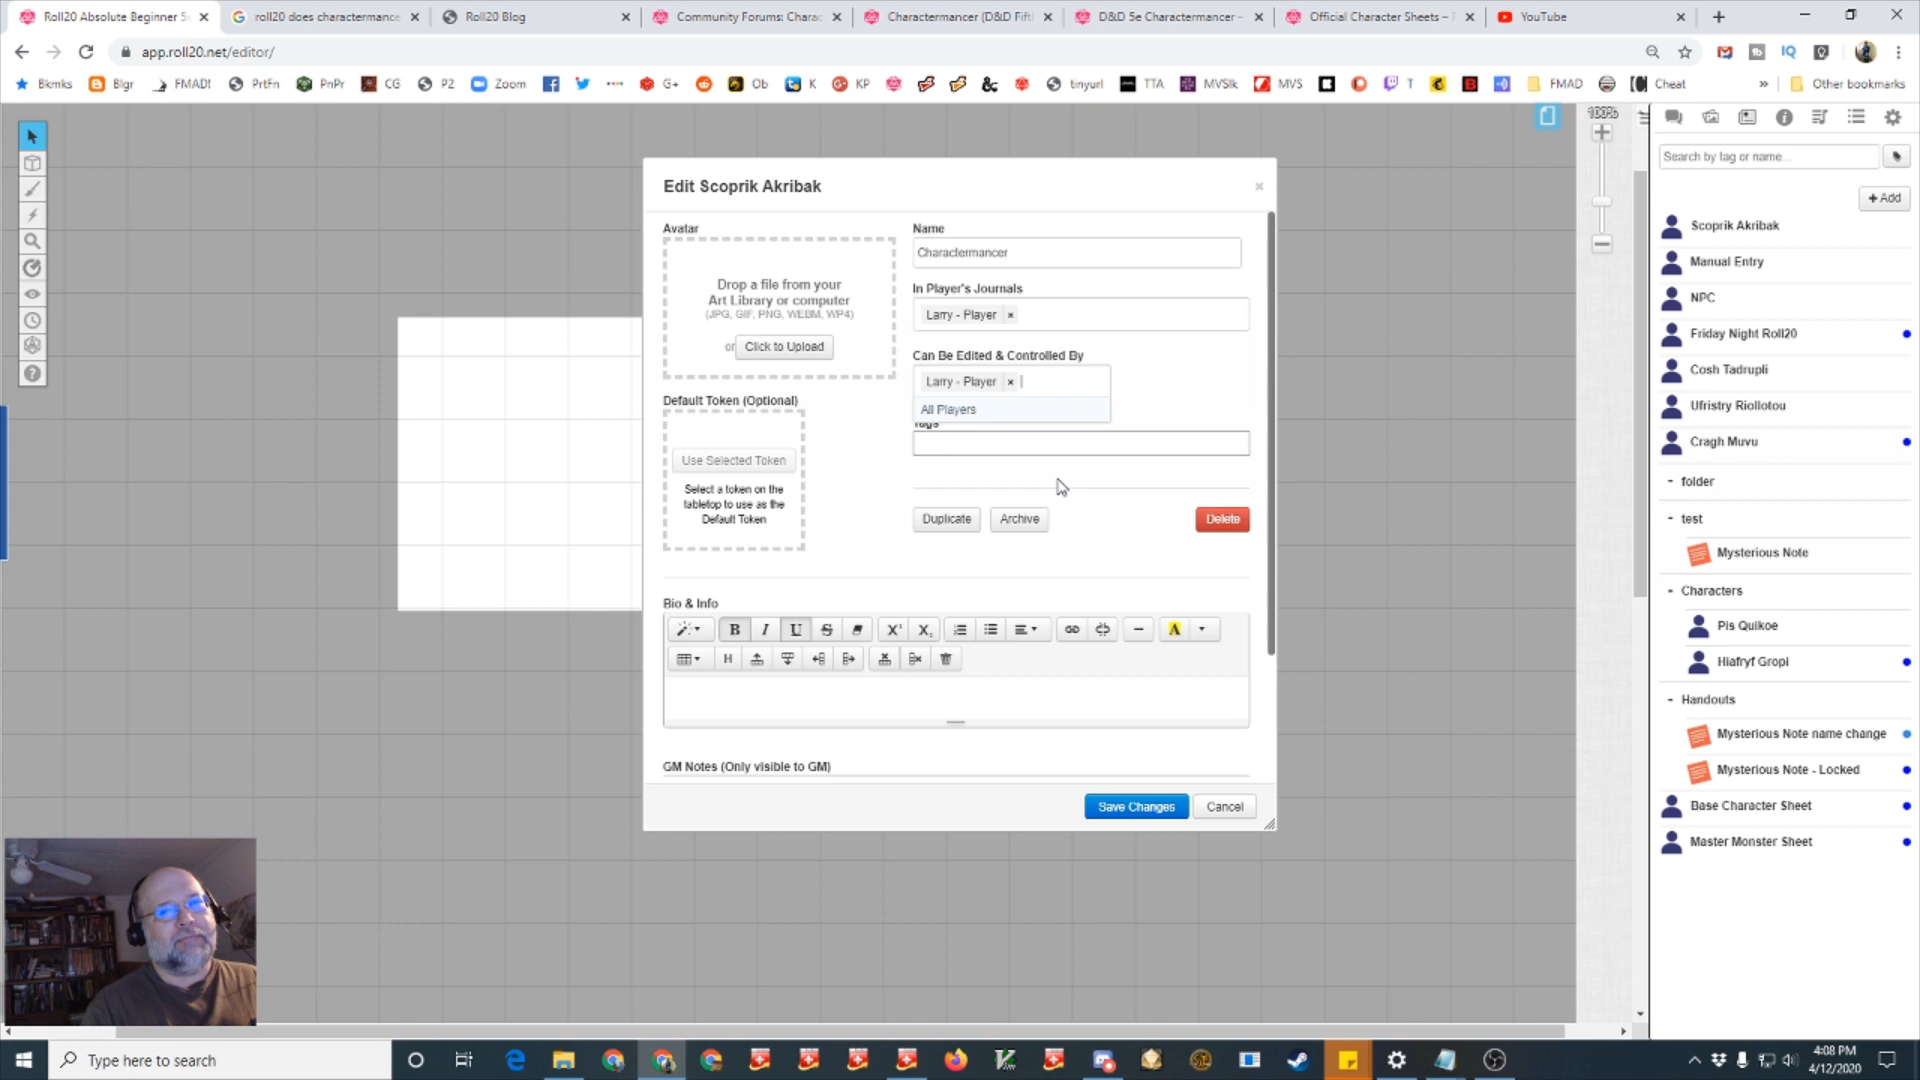 Roll20 Absolute Beginner 5
roll20 does charactermance
Roll20 Blog
Community Forums: Charac
Charactermancer (D&D Fift
D&D 5e Charactermancer –
Official Character Sheets –
YouTube
app.roll20.net/editor/
Bkmks
Blgr
FMAD!
PrtFn
PnPr
CG
P2
Zoom
G+
Ob
K
KP
tinyurl
TTA
MVSlk
MVS
T
FMAD
Cheat
»
Other bookmarks
100%
Search by tag or name...
+ Add
Scoprik Akribak
Manual Entry
NPC
Friday Night Roll20
Cosh Tadrupli
Ufristry Riollotou
Cragh Muvu
- folder
- test
Mysterious Note
- Characters
Pis Quikoe
Hiafryf Gropi
- Handouts
Mysterious Note name change
Mysterious Note - Locked
Base Character Sheet
Master Monster Sheet
Edit Scoprik Akribak
×
Avatar
Drop a file from your
Art Library or computer
(JPG, GIF, PNG, WEBM, WP4)
or Click to Upload
Default Token (Optional)
Use Selected Token
Select a token on the
tabletop to use as the
Default Token
Name
Charactermancer
In Player's Journals
Larry - Player ×
Can Be Edited & Controlled By
Larry - Player ×
All Players
Tags
Duplicate
Archive
Delete
Bio & Info
B I U S X² X₂ A
H
GM Notes (Only visible to GM)
Save Changes
Cancel
Type here to search
4:08 PM
4/12/2020